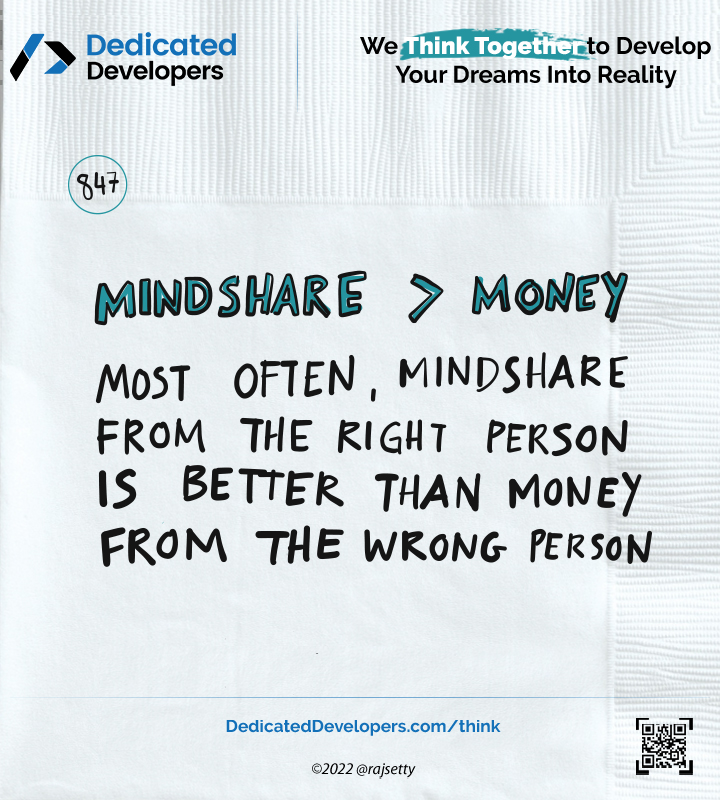 Dedicated
Developers
We Think Together to Develop
Your Dreams Into Reality
847
MINDSHARE > MONEY
MOST OFTEN, MINDSHARE
FROM THE RIGHT PERSON
IS BETTER THAN MONEY
FROM THE WRONG PERSON
DedicatedDevelopers.com/think
©2022 @rajsetty